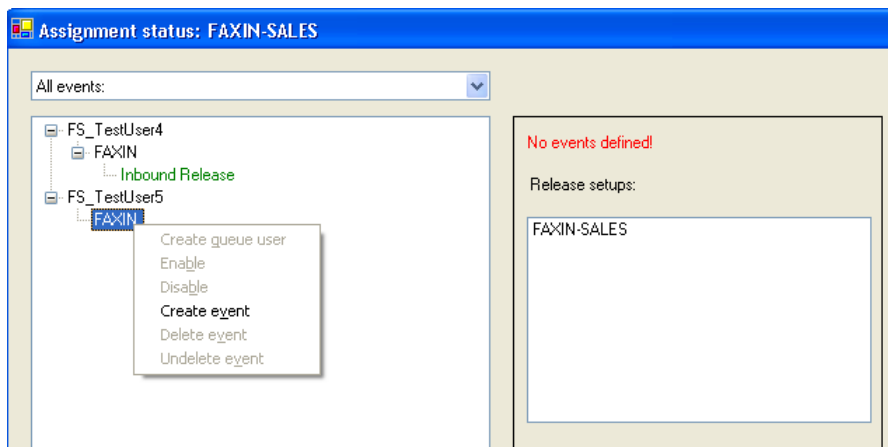 Assignment status: FAXIN-SALES
All events:
FS_TestUser4
FAXIN
Inbound Release
FS_TestUser5
FAXIN
Create queue user
Enable
Disable
Create event
Delete event
Undelete event
No events defined!
Release setups:
FAXIN-SALES